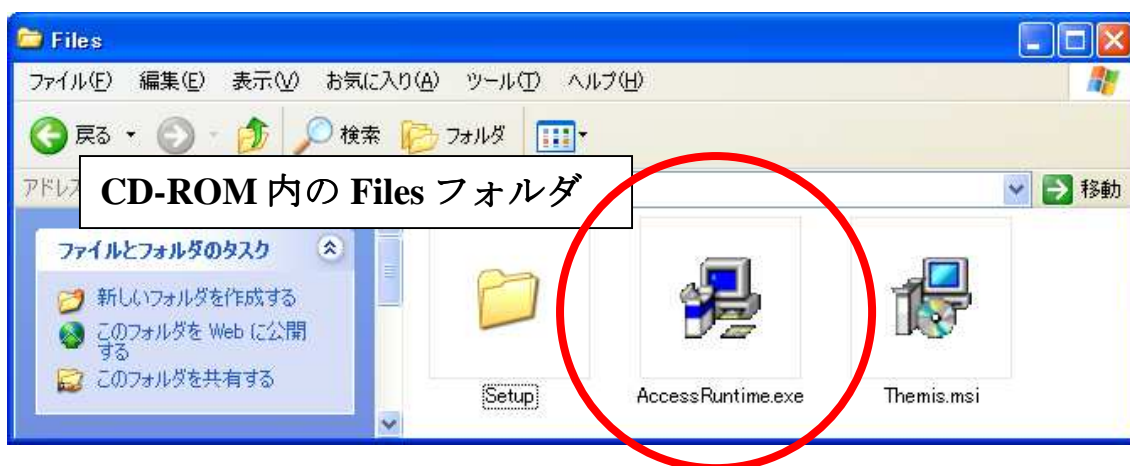 Files
ファイル(F) 編集(E) 表示(V) お気に入り(A) ツール(T) ヘルプ(H)
戻る 検索 フォルダ
アドレス 移動
CD-ROM 内の Files フォルダ
ファイルとフォルダのタスク
新しいフォルダを作成する
このフォルダを Web に公開
する
このフォルダを共有する
Setup AccessRuntime.exe Themis.msi